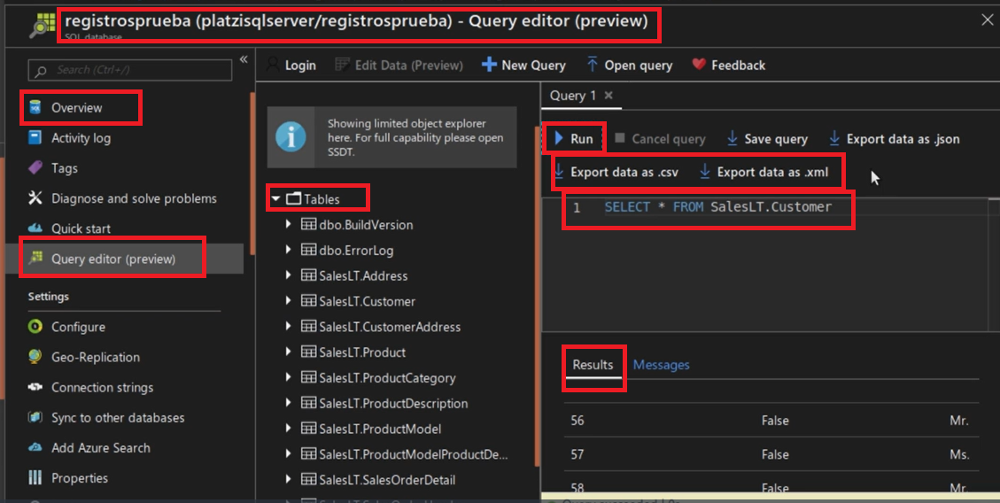 registrosprueba (platzisqlserver/registrosprueba) - Query editor (preview)
SQL database
Search (Ctrl+/)
Overview
Activity log
Tags
Diagnose and solve problems
Quick start
Query editor (preview)
Settings
Configure
Geo-Replication
Connection strings
Sync to other databases
Add Azure Search
Properties
Login
Edit Data (Preview)
New Query
Open query
Feedback
Showing limited object explorer
here. For full capability please open
SSDT.
Tables
dbo.BuildVersion
dbo.ErrorLog
SalesLT.Address
SalesLT.Customer
SalesLT.CustomerAddress
SalesLT.Product
SalesLT.ProductCategory
SalesLT.ProductDescription
SalesLT.ProductModel
SalesLT.ProductModelProductDe...
SalesLT.SalesOrderDetail
Query 1
Run
Cancel query
Save query
Export data as .json
Export data as .csv
Export data as .xml
1 SELECT * FROM SalesLT.Customer
Results
Messages
56 False Mr.
57 False Ms.
58 False Mr.